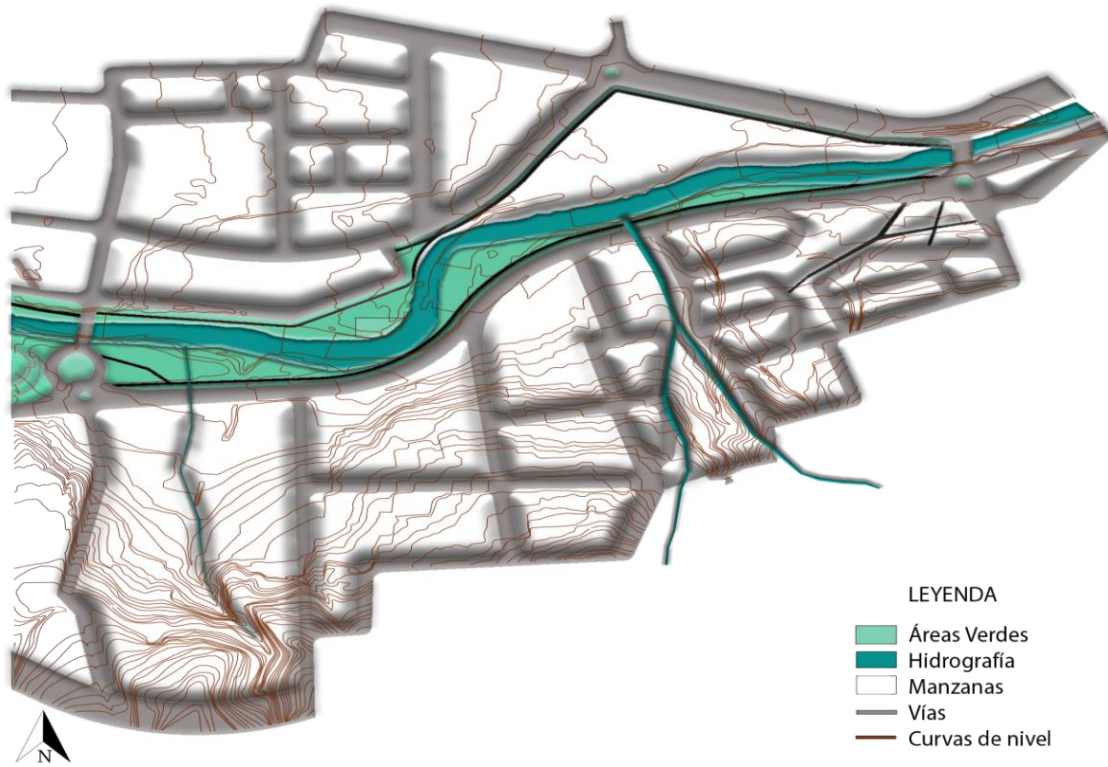 LEYENDA
Áreas Verdes
Hidrografía
Manzanas
Vías
Curvas de nivel
N